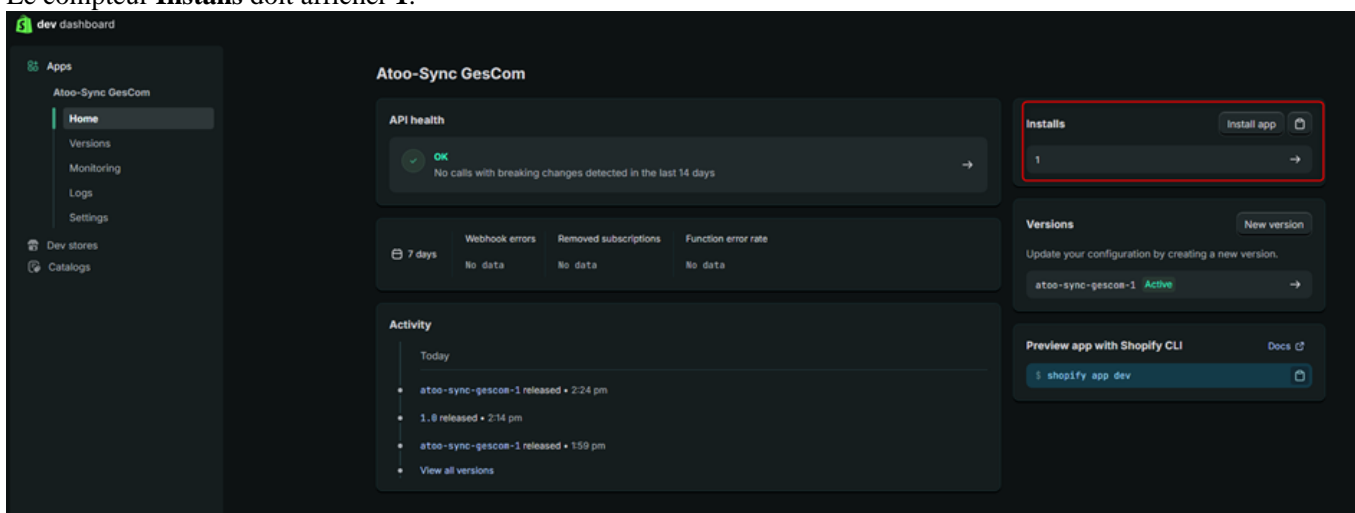 Le compteur Installs doit afficher 1.
dev dashboard
Apps
Atoo-Sync GesCom
Home
Versions
Monitoring
Logs
Settings
Dev stores
Catalogs
Atoo-Sync GesCom
API health
OK
No calls with breaking changes detected in the last 14 days
7 days
Webhook errors
No data
Removed subscriptions
No data
Function error rate
No data
Activity
Today
atoo-sync-gescom-1 released • 2:24 pm
1.0 released • 2:14 pm
atoo-sync-gescom-1 released • 1:59 pm
View all versions
Installs
Install app
1
Versions
New version
Update your configuration by creating a new version.
atoo-sync-gescom-1 Active
Preview app with Shopify CLI
Docs
$ shopify app dev